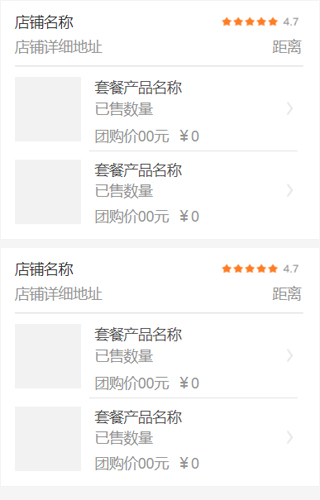 店铺名称 4.7
店铺详细地址 距离
套餐产品名称
已售数量
团购价00元 ¥0
套餐产品名称
已售数量
团购价00元 ¥0
店铺名称 4.7
店铺详细地址 距离
套餐产品名称
已售数量
团购价00元 ¥0
套餐产品名称
已售数量
团购价00元 ¥0